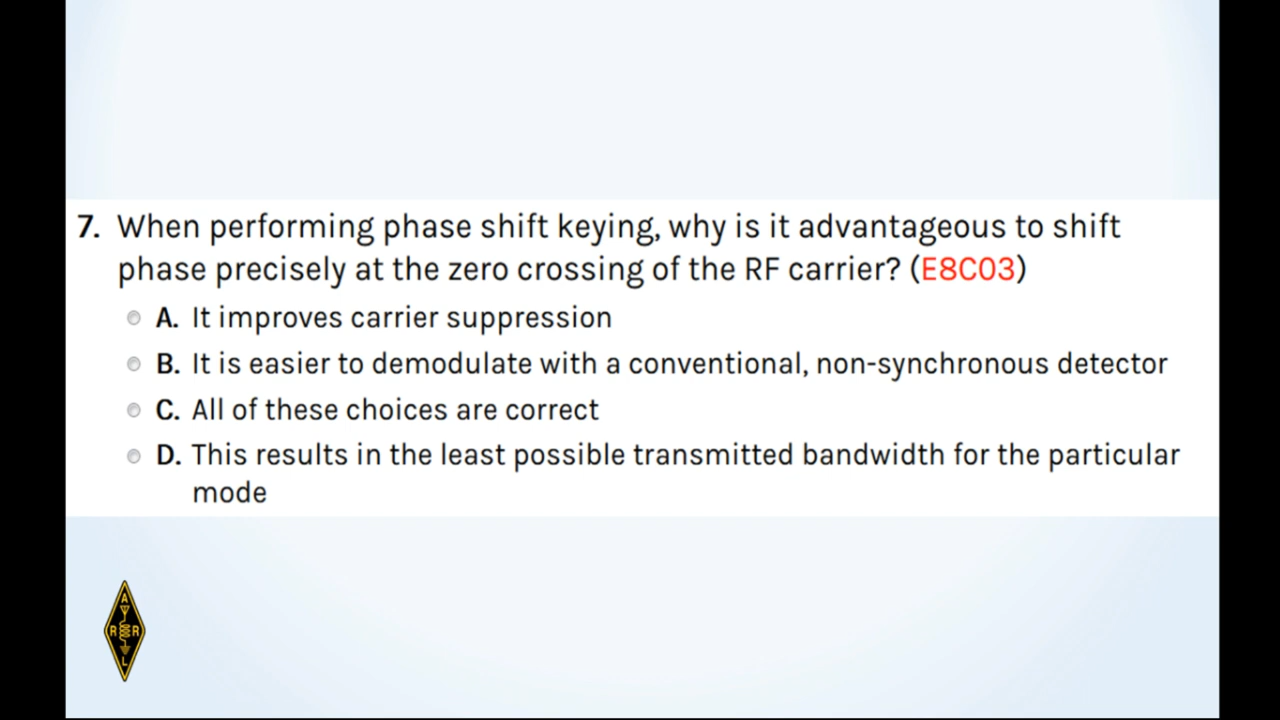 7. When performing phase shift keying, why is it advantageous to shift
phase precisely at the zero crossing of the RF carrier? (E8C03)
A. It improves carrier suppression
B. It is easier to demodulate with a conventional, non-synchronous detector
C. All of these choices are correct
D. This results in the least possible transmitted bandwidth for the particular
mode
A
R R
L